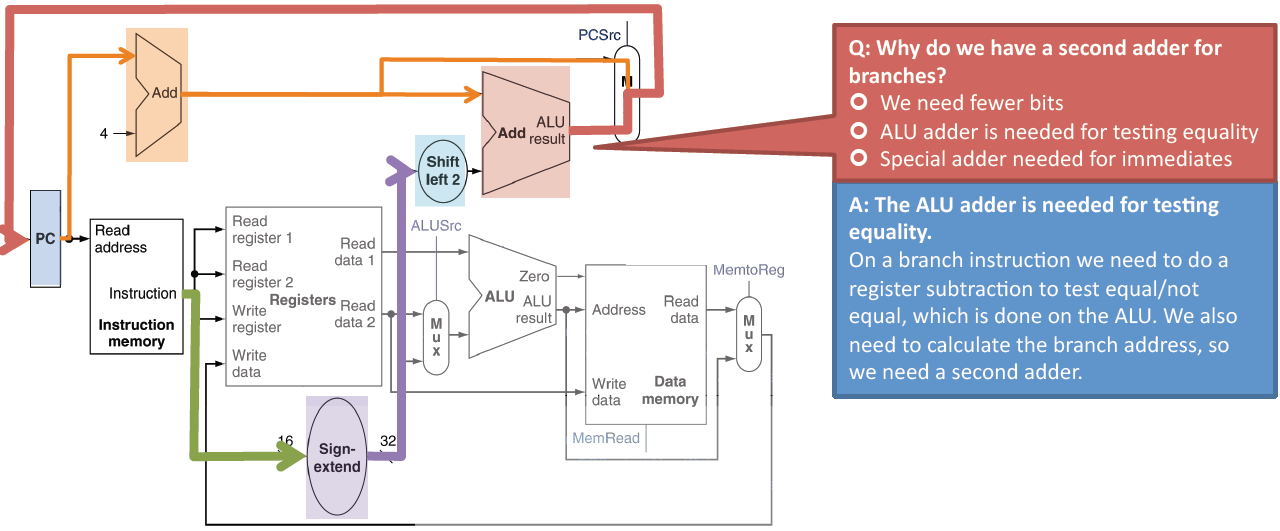 PCSrc
M
Add
4
Add
ALU
result
Shift
left 2
PC
Read
address
Instruction
Instruction
memory
Read
register 1
Read
register 2
Write
register
Write
data
Registers
Read
data 1
Read
data 2
ALUSrc
M
u
x
Zero
ALU
ALU
result
Address
Write
data
Read
data
Data
memory
MemtoReg
M
u
x
MemRead
16
Sign-
extend
32
Q: Why do we have a second adder for
branches?
We need fewer bits
ALU adder is needed for testing equality
Special adder needed for immediates
A: The ALU adder is needed for testing
equality.
On a branch instruction we need to do a
register subtraction to test equal/not
equal, which is done on the ALU. We also
need to calculate the branch address, so
we need a second adder.